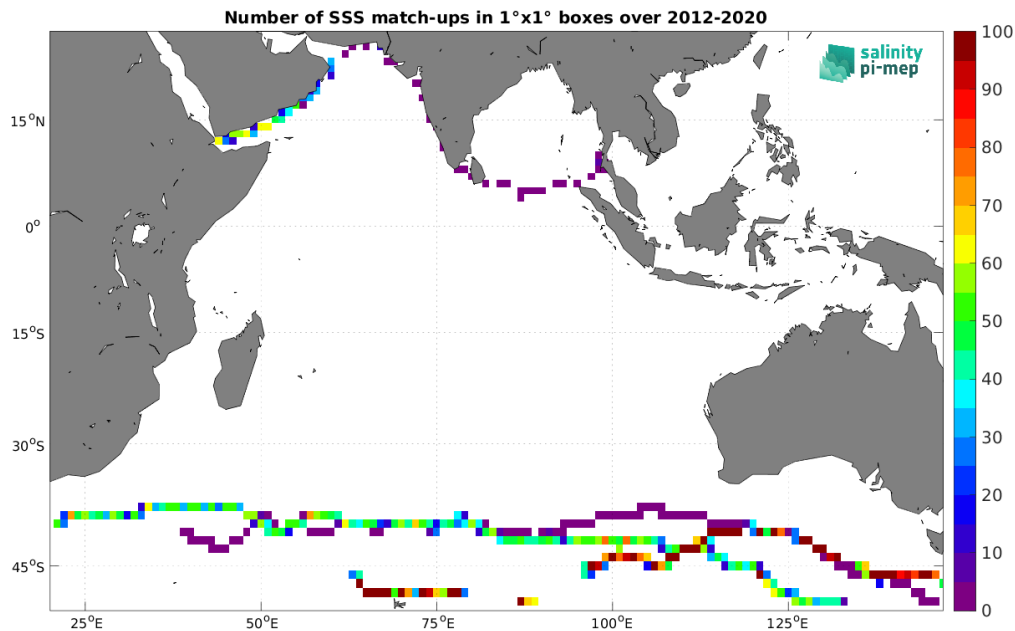 Number of SSS match-ups in 1°x1° boxes over 2012-2020
salinity
pi-mep
100
90
80
70
60
50
40
30
20
10
0
15°N
0°
15°S
30°S
45°S
25°E
50°E
75°E
100°E
125°E